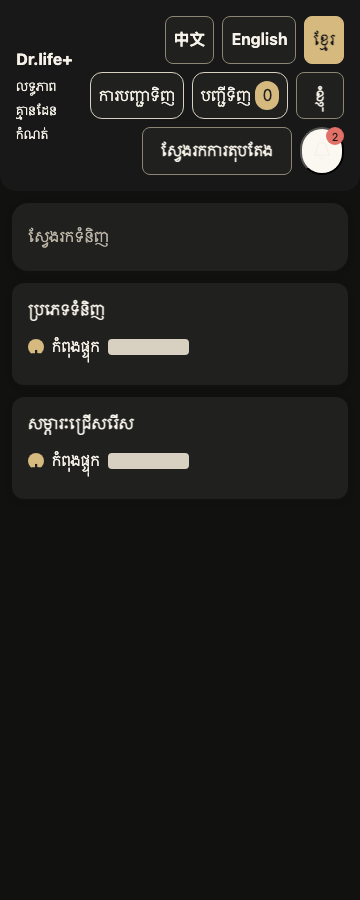 中文
English
ខ្មែរ
Dr.life+
លទ្ធភាព
គ្មានដែន
កំណត់
ការបញ្ជាទិញ
បញ្ជីទិញ 0
ខ្ញុំ
ស្វែងរកការតុបតែង
2
ស្វែងរកទំនិញ
ប្រភេទទំនិញ
កំពុងផ្ទុក
សម្ភារៈជ្រើសរើស
កំពុងផ្ទុក